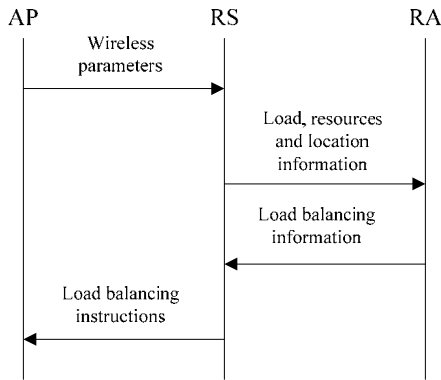 AP
RS
RA
Wireless
parameters
Load, resources
and location
information
Load balancing
information
Load balancing
instructions